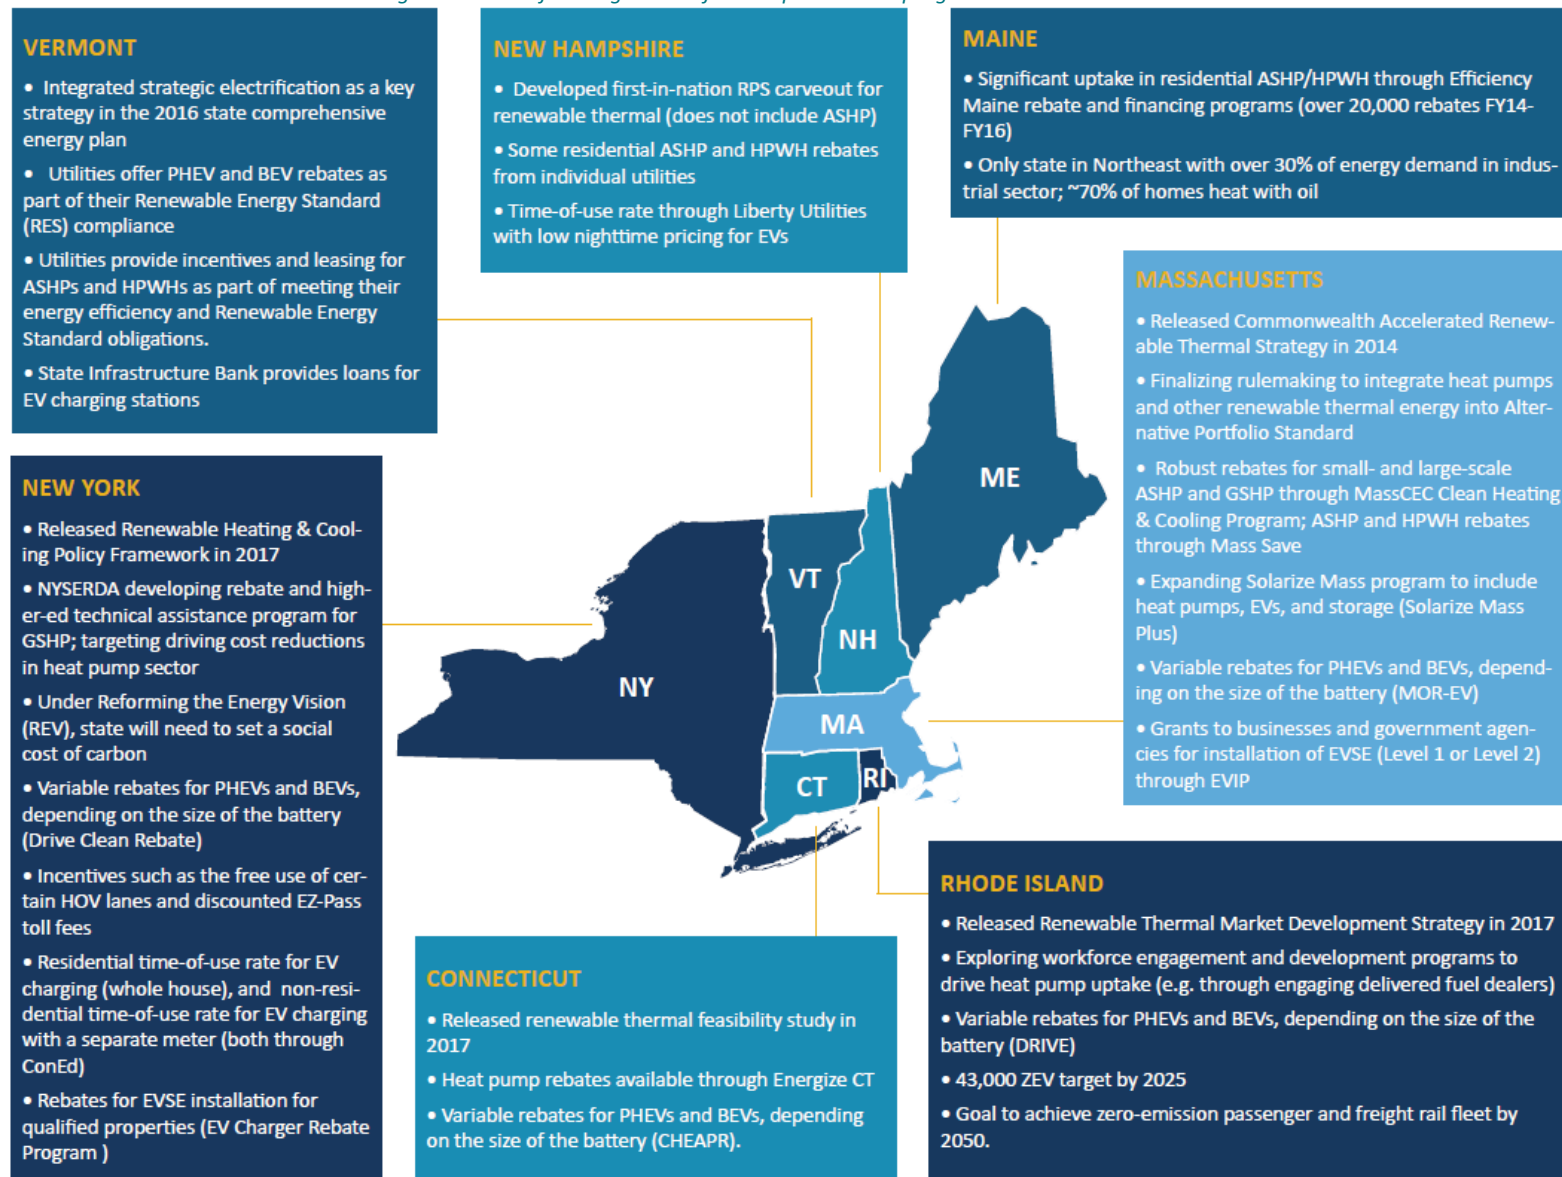 VERMONT
• Integrated strategic electrification as a key
strategy in the 2016 state comprehensive
energy plan
• Utilities offer PHEV and BEV rebates as
part of their Renewable Energy Standard
(RES) compliance
• Utilities provide incentives and leasing for
ASHPs and HPWHs as part of meeting their
energy efficiency and Renewable Energy
Standard obligations.
• State Infrastructure Bank provides loans for
EV charging stations
NEW HAMPSHIRE
• Developed first-in-nation RPS carveout for
renewable thermal (does not include ASHP)
• Some residential ASHP and HPWH rebates
from individual utilities
• Time-of-use rate through Liberty Utilities
with low nighttime pricing for EVs
MAINE
• Significant uptake in residential ASHP/HPWH through Efficiency
Maine rebate and financing programs (over 20,000 rebates FY14-
FY16)
• Only state in Northeast with over 30% of energy demand in indus-
trial sector; ~70% of homes heat with oil
MASSACHUSETTS
• Released Commonwealth Accelerated Renew-
able Thermal Strategy in 2014
• Finalizing rulemaking to integrate heat pumps
and other renewable thermal energy into Alter-
native Portfolio Standard
• Robust rebates for small- and large-scale
ASHP and GSHP through MassCEC Clean Heating
& Cooling Program; ASHP and HPWH rebates
through Mass Save
• Expanding Solarize Mass program to include
heat pumps, EVs, and storage (Solarize Mass
Plus)
• Variable rebates for PHEVs and BEVs, depend-
ing on the size of the battery (MOR-EV)
• Grants to businesses and government agen-
cies for installation of EVSE (Level 1 or Level 2)
through EVIP
NEW YORK
• Released Renewable Heating & Cool-
ing Policy Framework in 2017
• NYSERDA developing rebate and high-
er-ed technical assistance program for
GSHP; targeting driving cost reductions
in heat pump sector
• Under Reforming the Energy Vision
(REV), state will need to set a social
cost of carbon
• Variable rebates for PHEVs and BEVs,
depending on the size of the battery
(Drive Clean Rebate)
• Incentives such as the free use of cer-
tain HOV lanes and discounted EZ-Pass
toll fees
• Residential time-of-use rate for EV
charging (whole house), and non-resi-
dential time-of-use rate for EV charging
with a separate meter (both through
ConEd)
• Rebates for EVSE installation for
qualified properties (EV Charger Rebate
Program )
ME
VT
NH
NY
MA
CT
RI
CONNECTICUT
• Released renewable thermal feasibility study in
2017
• Heat pump rebates available through Energize CT
• Variable rebates for PHEVs and BEVs, depending
on the size of the battery (CHEAPR).
RHODE ISLAND
• Released Renewable Thermal Market Development Strategy in 2017
• Exploring workforce engagement and development programs to
drive heat pump uptake (e.g. through engaging delivered fuel dealers)
• Variable rebates for PHEVs and BEVs, depending on the size of the
battery (DRIVE)
• 43,000 ZEV target by 2025
• Goal to achieve zero-emission passenger and freight rail fleet by
2050.